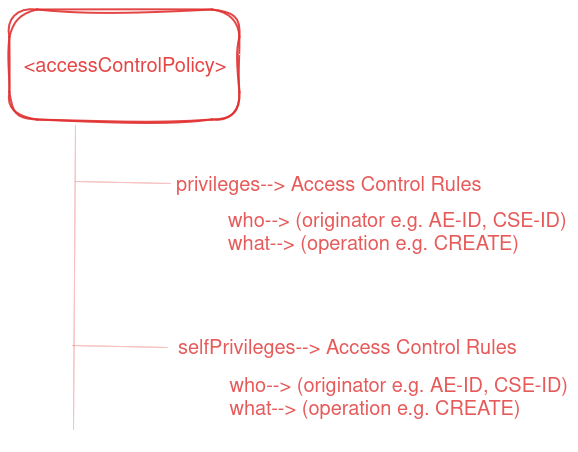 <accessControlPolicy>
privileges--> Access Control Rules
who--> (originator e.g. AE-ID, CSE-ID)
what--> (operation e.g. CREATE)
selfPrivileges--> Access Control Rules
who--> (originator e.g. AE-ID, CSE-ID)
what--> (operation e.g. CREATE)